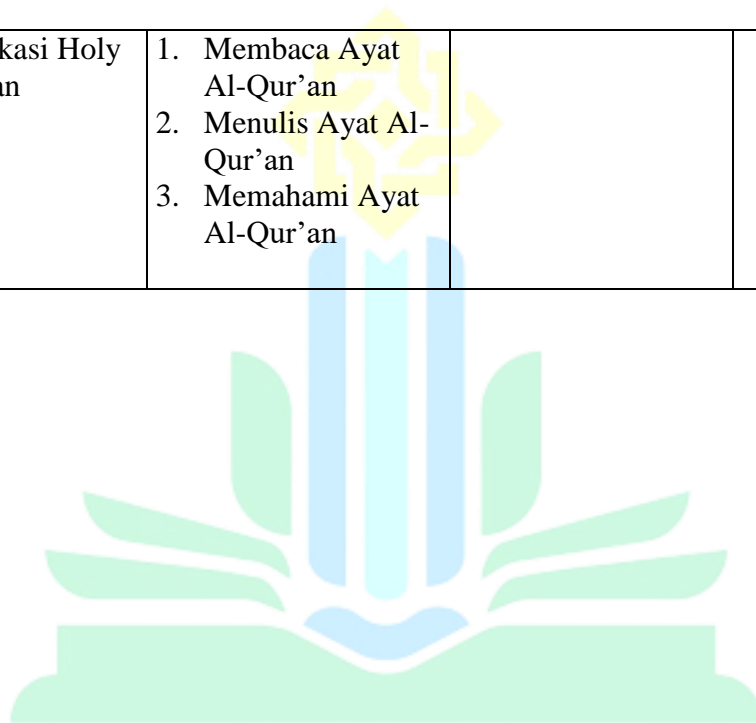 kasi Holy
an
1. Membaca Ayat
Al-Qur’an
2. Menulis Ayat Al-
Qur’an
3. Memahami Ayat
Al-Qur’an